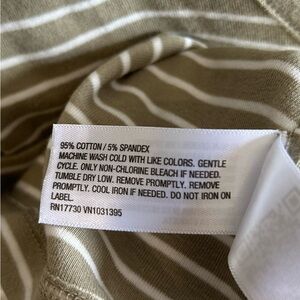 95% COTTON / 5% SPANDEX
MACHINE WASH COLD WITH LIKE COLORS. GENTLE
CYCLE. ONLY NON-CHLORINE BLEACH IF NEEDED.
TUMBLE DRY LOW. REMOVE PROMPTLY. REMOVE
PROMPTLY. COOL IRON IF NEEDED. DO NOT IRON ON
LABEL.
RN17730 VN1031395